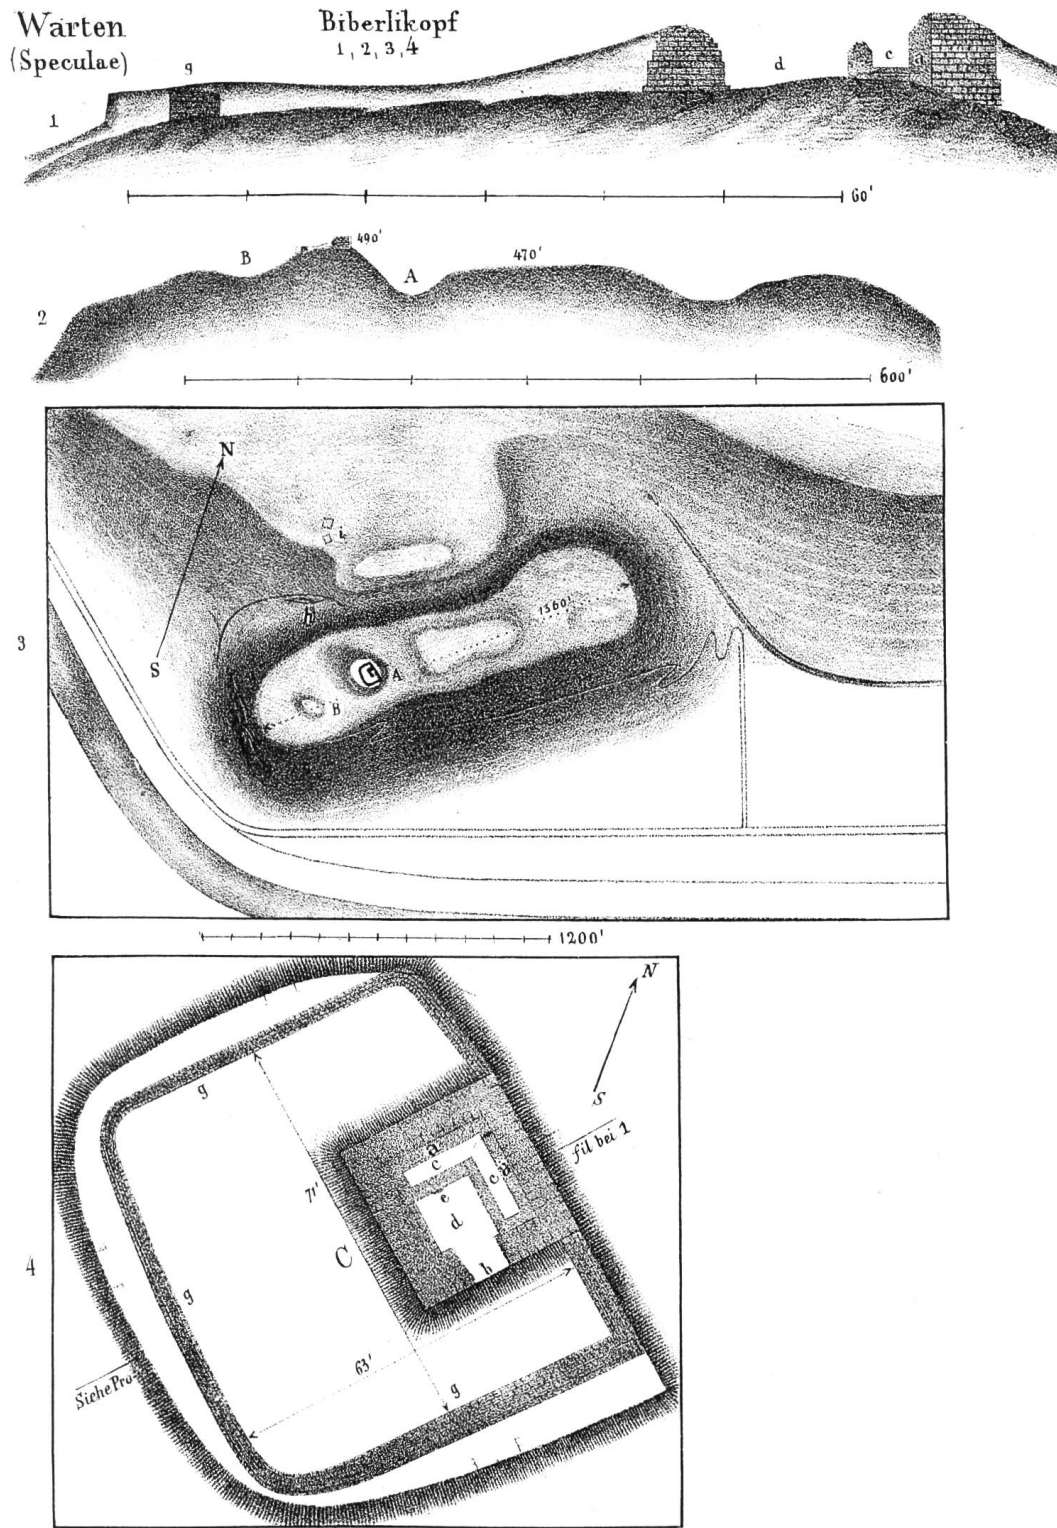 Warten
(Speculae)
Biberlikopf
1, 2, 3, 4
g
d
c
a
1
60'
B
490'
A
470'
2
600'
N
i
h
1560'
3
S
A
B
1200'
N
S
g
fil bei 1
a
c
c a
e
d
71'
C
b
4
g
63'
g
Siehe Pro-